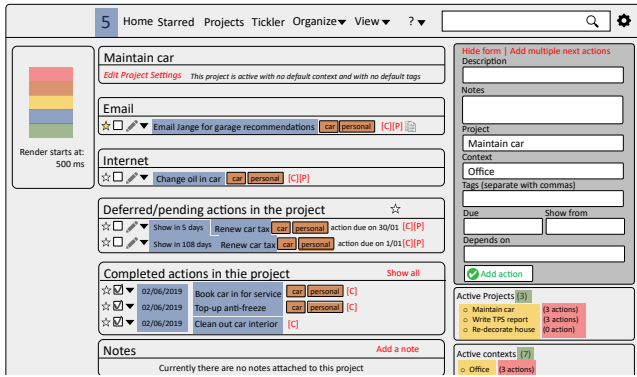 5 Home Starred Projects Tickler Organize▾ View▾ ?▾
Render starts at:
500 ms
Maintain car
Edit Project Settings This project is active with no default context and with no default tags
Email
Email Jange for garage recommendations car personal [C][P]
Internet
Change oil in car car personal [C][P]
Deferred/pending actions in the project
Show in 5 days Renew car tax car personal action due on 30/01 [C][P]
Show in 108 days Renew car tax car personal action due on 1/01 [C][P]
Completed actions in thie project Show all
02/06/2019 Book car in for service car personal [C]
02/06/2019 Top-up anti-freeze car personal [C]
02/06/2019 Clean out car interior [C]
Notes Add a note
Currently there are no notes attached to this project
Hide form | Add multiple next actions
Description
Notes
Project
Maintain car
Context
Office
Tags (separate with commas)
Due Show from
Depends on
Add action
Active Projects (3)
Maintain car (3 actions)
Write TPS report (3 actions)
Re-decorate house (0 action)
Active contexts (7)
Office (3 actions)